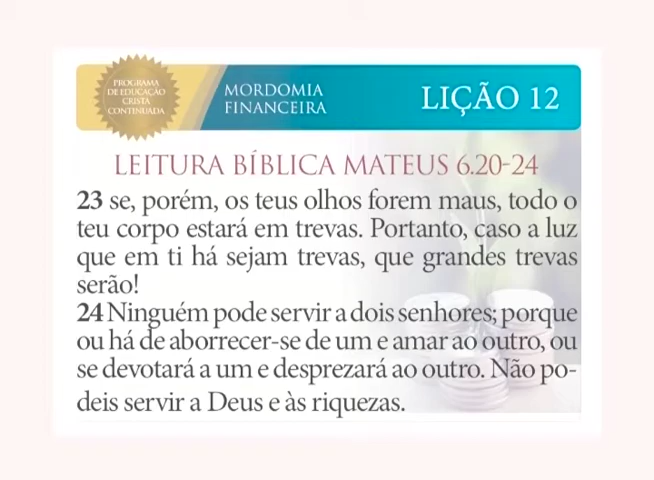 PROGRAMA
DE EDUCAÇÃO
CRISTÃ
CONTINUADA
MORDOMIA
FINANCEIRA
LIÇÃO 12
LEITURA BÍBLICA MATEUS 6.20-24
23 se, porém, os teus olhos forem maus, todo o
teu corpo estará em trevas. Portanto, caso a luz
que em ti há sejam trevas, que grandes trevas
serão!
24 Ninguém pode servir a dois senhores; porque
ou há de aborrecer-se de um e amar ao outro, ou
se devotará a um e desprezará ao outro. Não po-
deis servir a Deus e às riquezas.